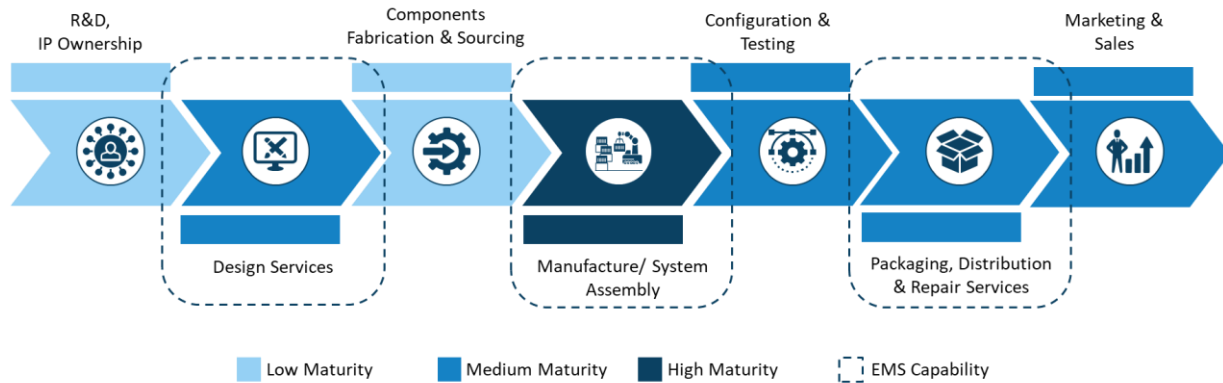 R&D,
IP Ownership
Components
Fabrication & Sourcing
Configuration &
Testing
Marketing &
Sales
Design Services
Manufacture/ System
Assembly
Packaging, Distribution
& Repair Services
Low Maturity
Medium Maturity
High Maturity
EMS Capability